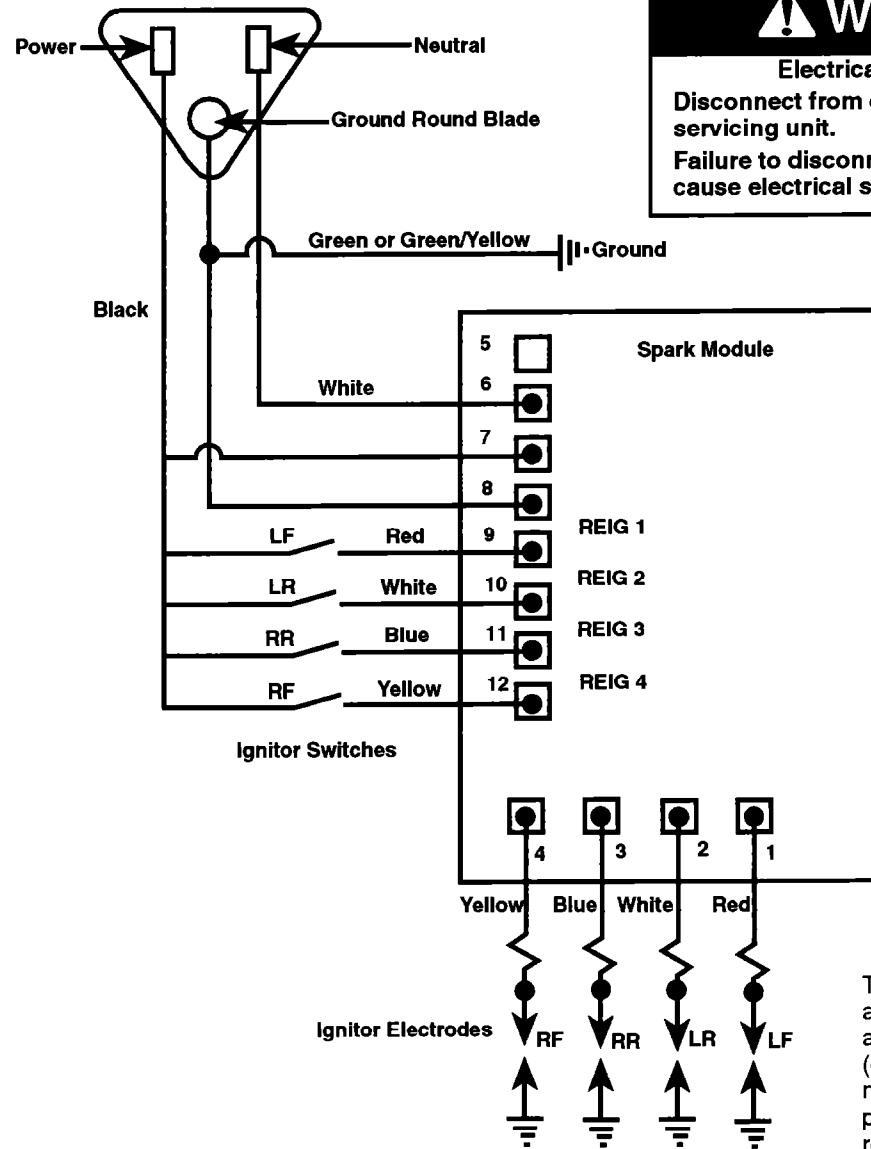 W
Electrica
Disconnect from
servicing unit.
Failure to disconn
cause electrical s
Power
Neutral
Ground Round Blade
Green or Green/Yellow
Ground
Black
Spark Module
5
White
6
7
8
LF Red 9 REIG 1
LR White 10 REIG 2
RR Blue 11 REIG 3
RF Yellow 12 REIG 4
Ignitor Switches
4 3 2 1
Yellow Blue White Red
Ignitor Electrodes
RF RR LR LF
T
a
a
(
n
p
r